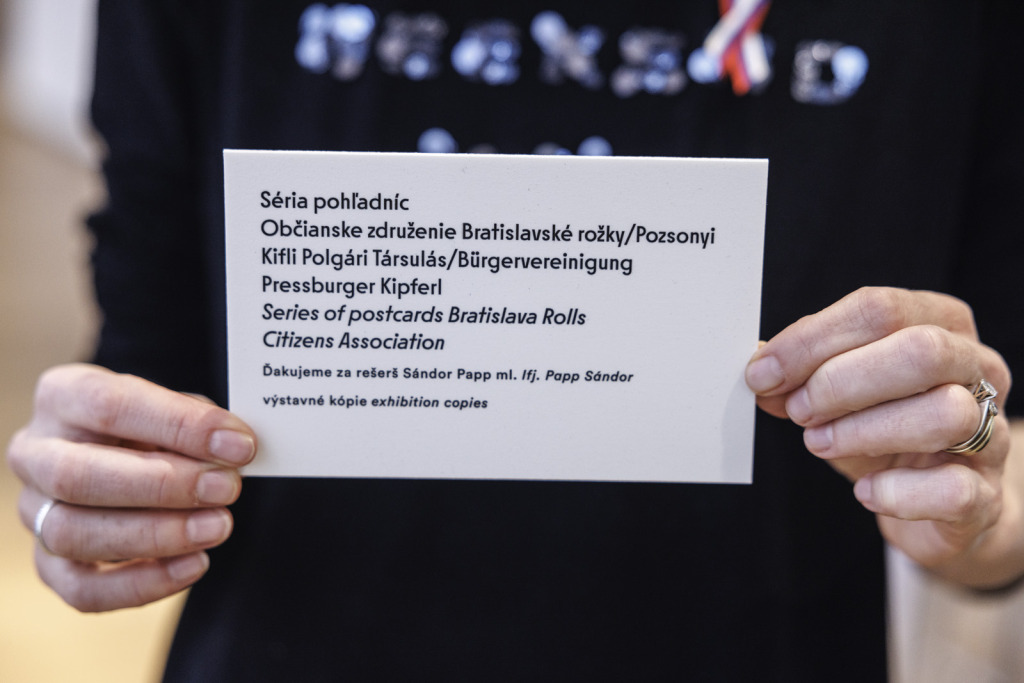 Séria pohľadníc
Občianske združenie Bratislavské rožky/Pozsonyi
Kifli Polgári Társulás/Bürgervereinigung
Pressburger Kipferl
Series of postcards Bratislava Rolls
Citizens Association
Ďakujeme za rešerš Sándor Papp ml. Ifj. Papp Sándor
výstavné kópie exhibition copies